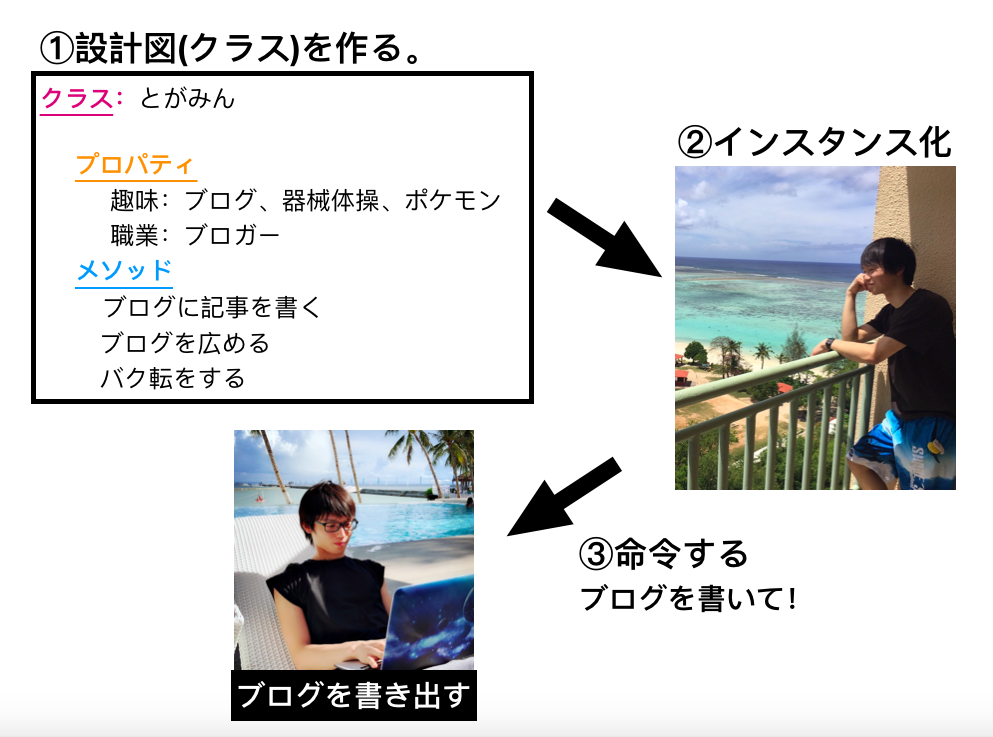 ①設計図(クラス)を作る。
クラス：とがみん
プロパティ
趣味：ブログ、器械体操、ポケモン
職業：ブロガー
メソッド
ブログに記事を書く
ブログを広める
バク転をする
②インスタンス化
③命令する
ブログを書いて！
ブログを書き出す